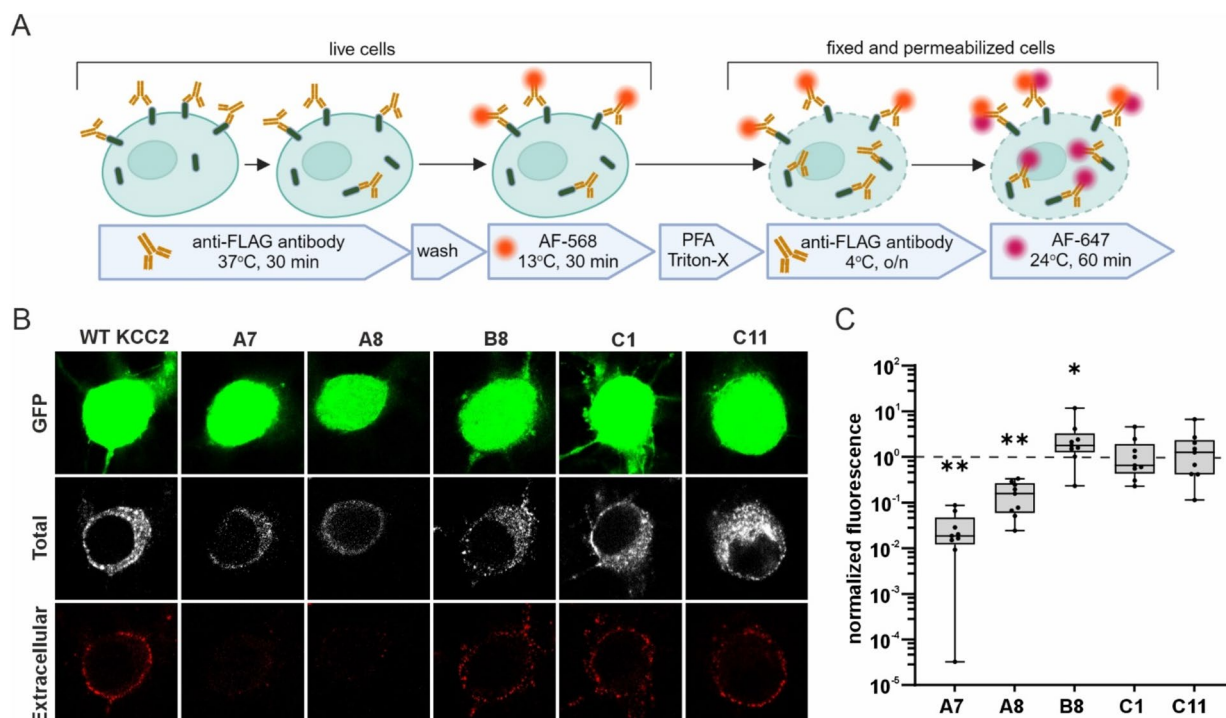 A
live cells
fixed and permeabilized cells
anti-FLAG antibody
37°C, 30 min
wash
AF-568
13°C, 30 min
PFA
Triton-X
anti-FLAG antibody
4°C, o/n
AF-647
24°C, 60 min
B
WT KCC2 A7 A8 B8 C1 C11
GFP
Total
Extracellular
C
normalized fluorescence
10²
10¹
10⁰
10⁻¹
10⁻²
10⁻³
10⁻⁴
10⁻⁵
**
**
*
A7 A8 B8 C1 C11